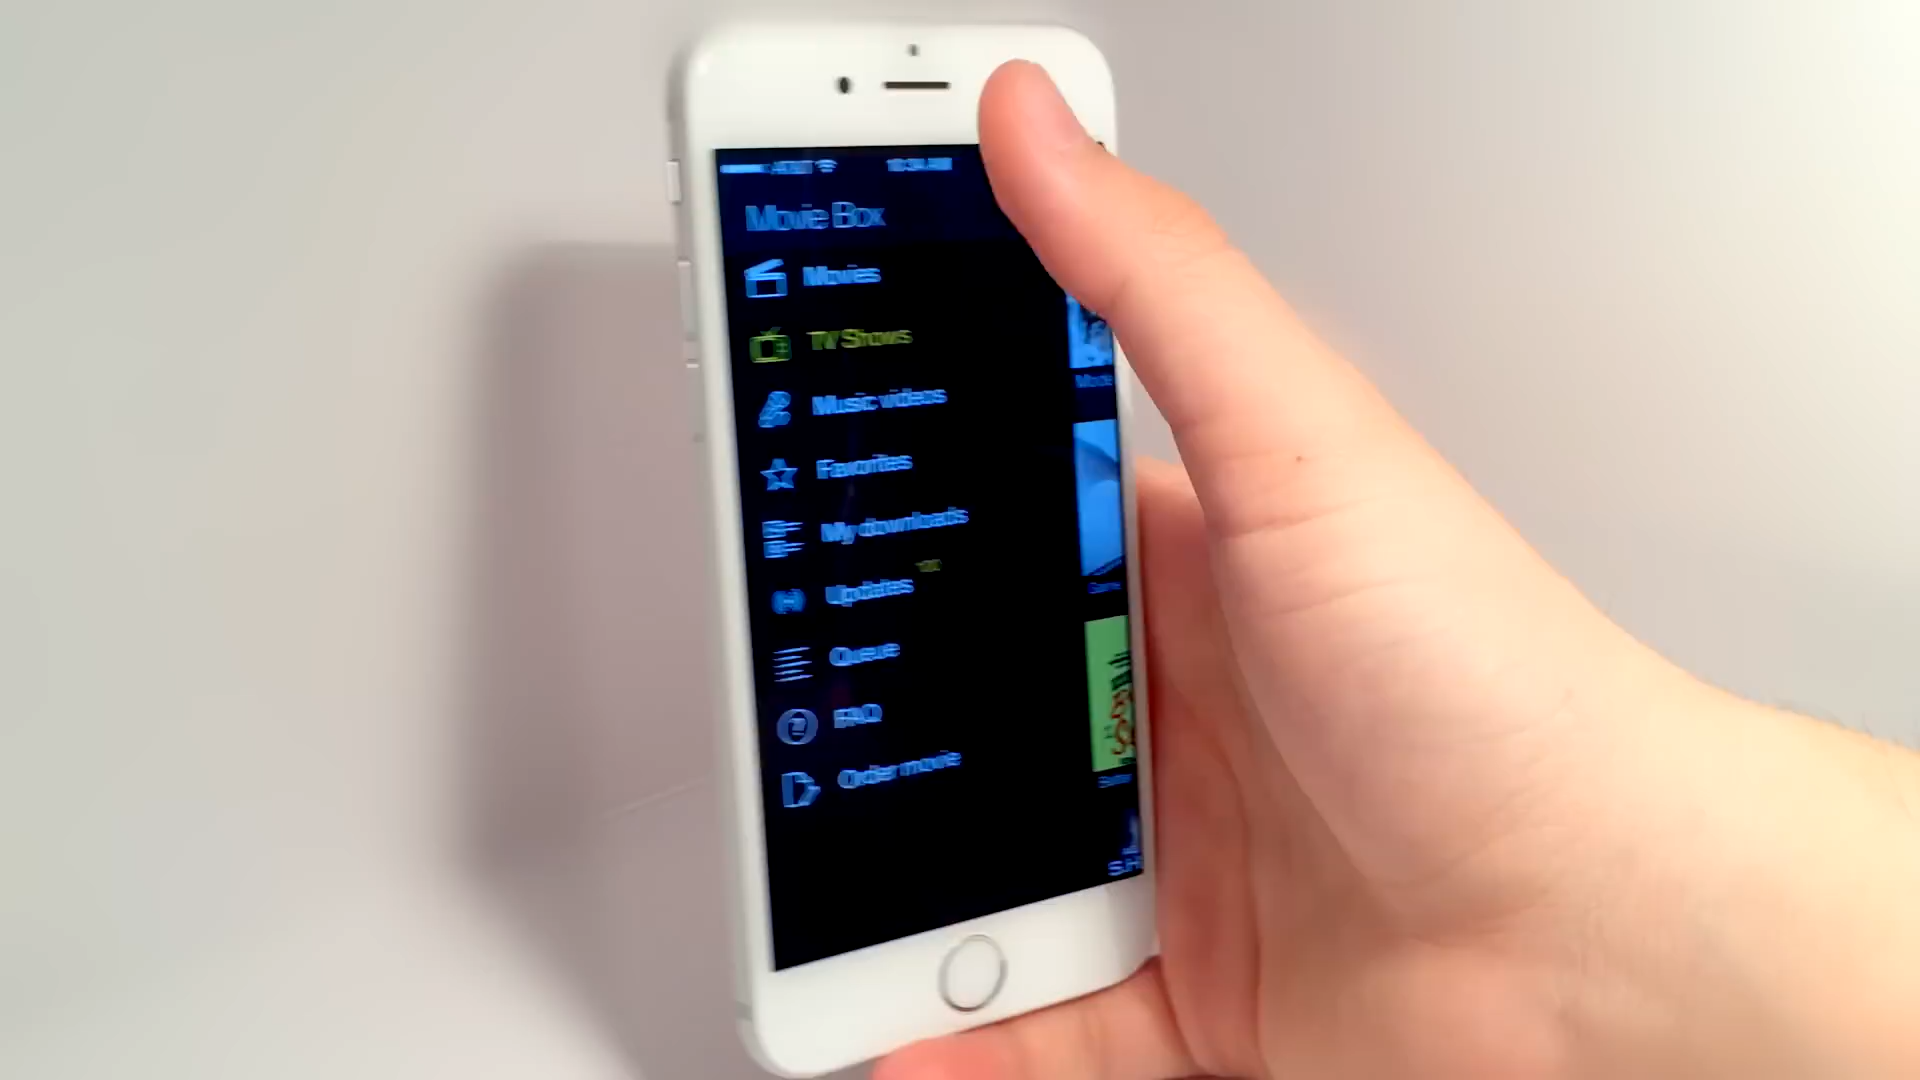 Movie Box
Movies
TV Shows
Music videos
Favorites
My downloads
Updates
Queue
FAQ
Order movie
S.H